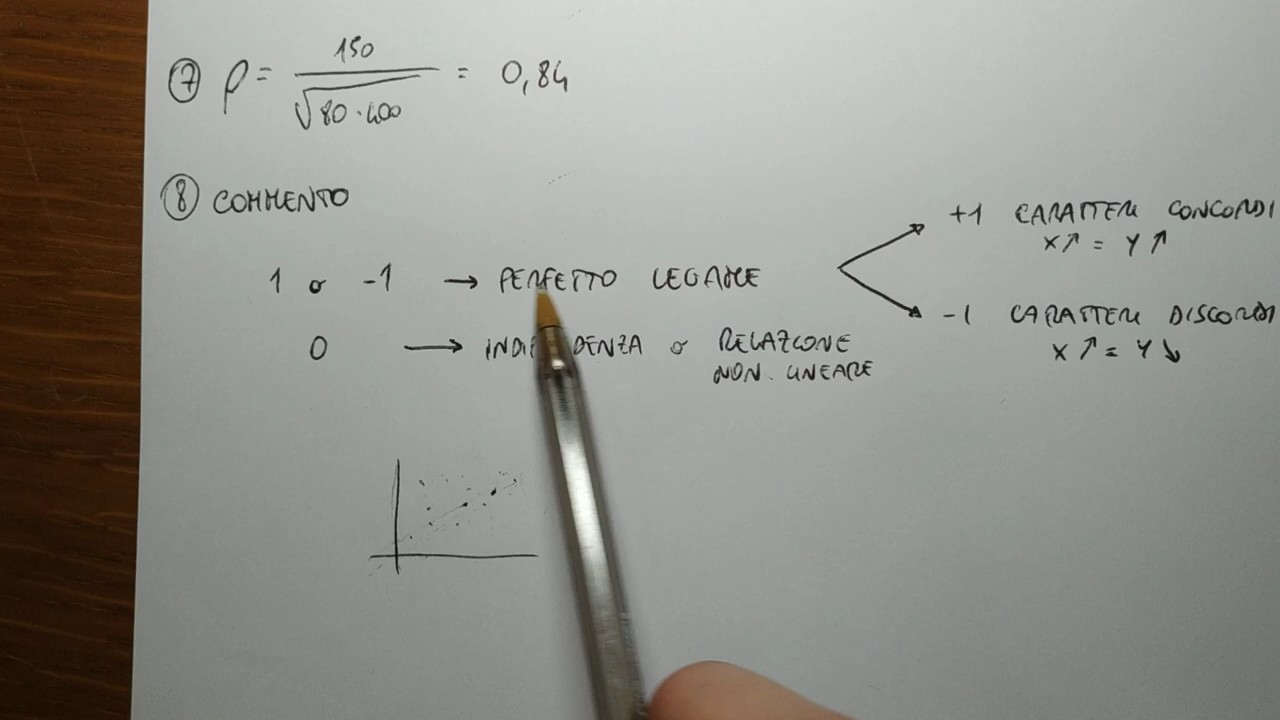 ⑦ ρ = 150 / √80·400 = 0,84
⑧ COMMENTO
1 o -1 → PERFETTO LEGAME
0 → INDIPENDENZA o RELAZIONE
NON. LINEARE
+1 CARATTERI CONCORDI
X↗ = Y↗
-1 CARATTERI DISCORDI
X↗ = Y↘